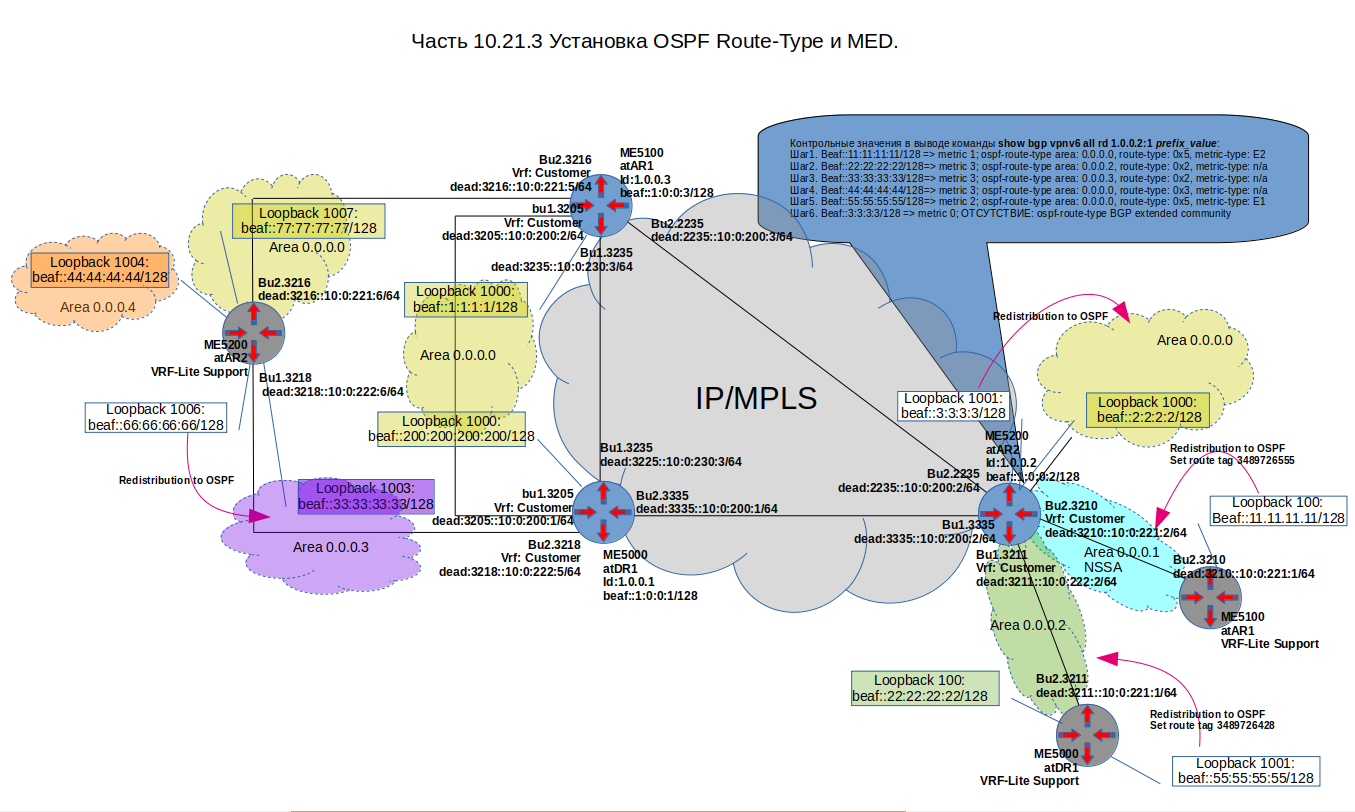 Часть 10.21.3 Установка OSPF Route-Type и MED.
Контрольные значения в выводе команды show bgp vpnv6 all rd 1.0.0.2:1 prefix_value:
Шаг1. Beaf::11:11:11:11/128 => metric 1; ospf-route-type area: 0.0.0.0, route-type: 0x5, metric-type: E2
Шаг2. Beaf::22:22:22:22/128 => metric 3; ospf-route-type area: 0.0.0.0, route-type: 0x2, metric-type: n/a
Шаг3. Beaf::33:33:33:33/128=> metric 3; ospf-route-type area: 0.0.0.3, route-type: 0x2, metric-type: n/a
Шаг4. Beaf::44:44:44:44/128=> metric 3; ospf-route-type area: 0.0.0.0, route-type: 0x3, metric-type: n/a
Шаг5. Beaf::55:55:55:55/128=> metric 2; ospf-route-type area: 0.0.0.0, route-type: 0x5, metric-type: E1
Шаг6. Beaf::3:3:3:3/128 => metric 0; ОТСУТСТВИЕ: ospf-route-type BGP extended community
Bu2.3216
Vrf: Customer
dead:3216::10:0:221:5/64
ME5100
atAR1
Id:1.0.0.3
beaf::1:0:0:3/128
bu1.3205
Vrf: Customer
dead:3205::10:0:200:2/64
Bu2.2235
dead:2235::10:0:200:3/64
Bu1.3235
dead:3235::10:0:230:3/64
Loopback 1007:
beaf::77:77:77:77/128
Area 0.0.0.0
Loopback 1004:
beaf::44:44:44:44/128
Area 0.0.0.4
Bu2.3216
dead:3216::10:0:221:6/64
Loopback 1000:
beaf::1:1:1:1/128
Area 0.0.0.0
ME5200
atAR2
VRF-Lite Support
Bu1.3218
dead:3218::10:0:222:6/64
Loopback 1006:
beaf::66:66:66:66/128
Loopback 1000:
beaf::200:200:200:200/128
IP/MPLS
Redistribution to OSPF
Area 0.0.0.0
Loopback 1001:
beaf::3:3:3:3/128
Loopback 1000:
beaf::2:2:2:2/128
ME5200
atAR2
Id:1.0.0.2
beaf::1:0:0:2/128
Redistribution to OSPF
Set route tag 3489726555
Bu1.3235
dead:3225::10:0:230:3/64
Bu2.2235
dead:2235::10:0:200:2/64
Redistribution to OSPF
Loopback 1003:
beaf::33:33:33:33/128
Area 0.0.0.3
bu1.3205
Vrf: Customer
dead:3205::10:0:200:1/64
Bu2.3335
dead:3335::10:0:200:1/64
Bu2.3218
Vrf: Customer
dead:3218::10:0:222:5/64
ME5000
atDR1
Id:1.0.0.1
beaf::1:0:0:1/128
Bu1.3335
dead:3335::10:0:200:2/64
Bu2.3210
Vrf: Customer
dead:3210::10:0:221:2/64
Loopback 100:
Beaf::11.11.11.11/128
Area 0.0.0.1
NSSA
Bu1.3211
Vrf: Customer
dead:3211::10:0:222:2/64
Bu2.3210
dead:3210::10:0:221:1/64
ME5100
atAR1
VRF-Lite Support
Area 0.0.0.2
Loopback 100:
beaf::22:22:22:22/128
Bu2.3211
dead:3211::10:0:221:1/64
Redistribution to OSPF
Set route tag 3489726428
ME5000
atDR1
VRF-Lite Support
Loopback 1001:
beaf::55:55:55:55/128